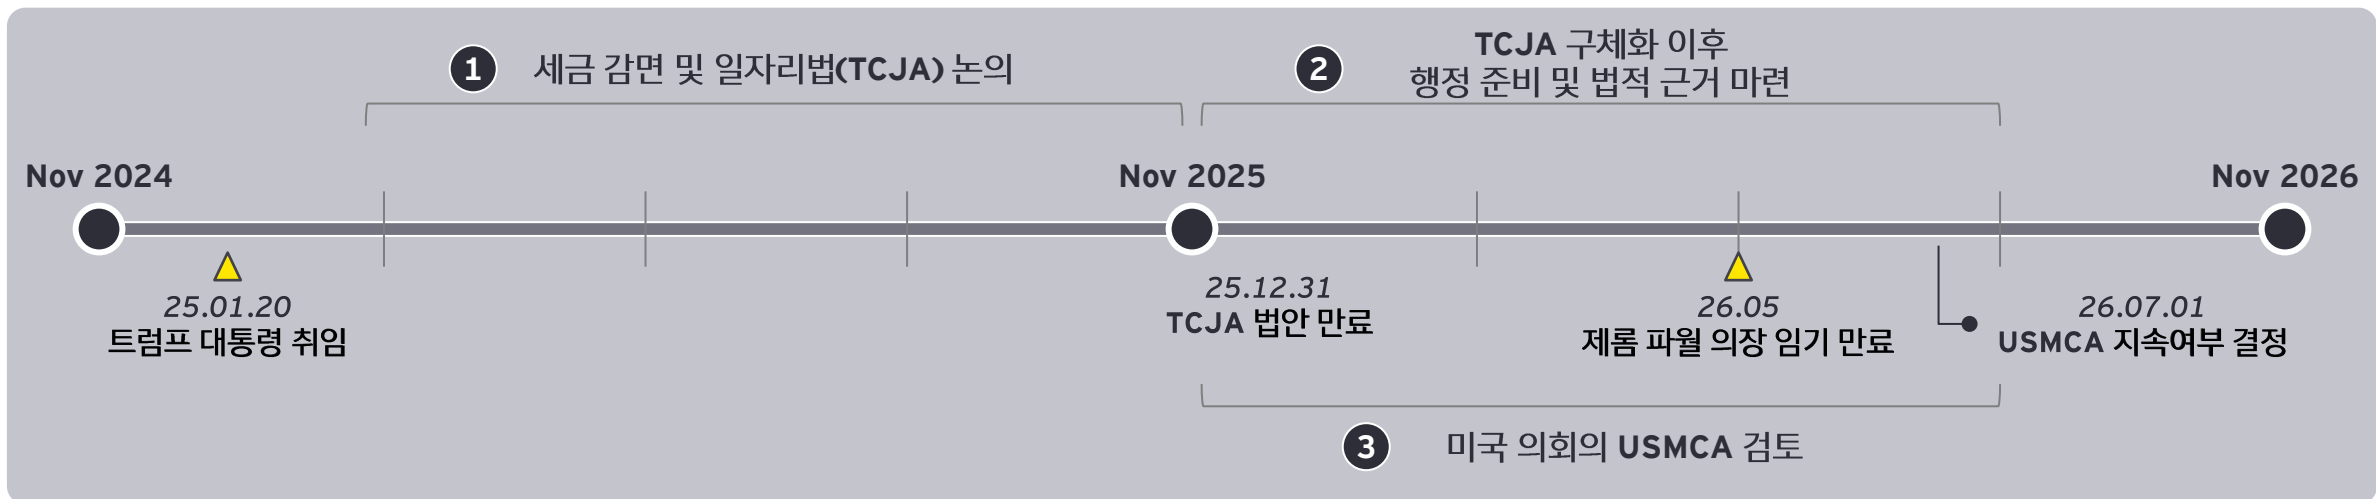 1 세금 감면 및 일자리법(TCJA) 논의
2 TCJA 구체화 이후
행정 준비 및 법적 근거 마련
Nov 2024
Nov 2025
Nov 2026
25.01.20
트럼프 대통령 취임
25.12.31
TCJA 법안 만료
26.05
제롬 파월 의장 임기 만료
26.07.01
USMCA 지속여부 결정
3 미국 의회의 USMCA 검토